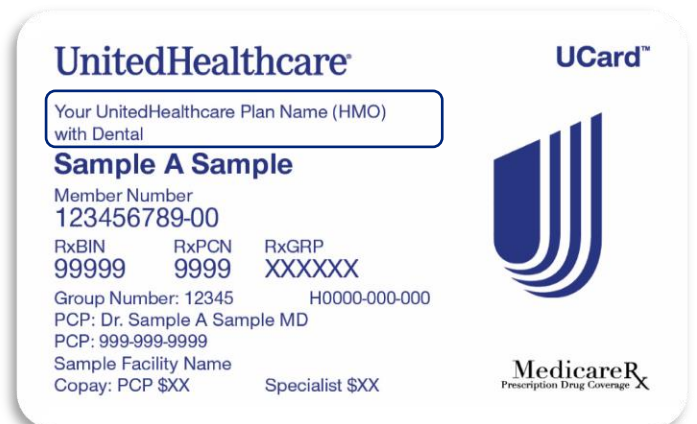 UnitedHealthcare® UCard™
Your UnitedHealthcare Plan Name (HMO)
with Dental
Sample A Sample
Member Number
123456789-00
RxBIN RxPCN RxGRP
99999 9999 XXXXXX
Group Number: 12345 H0000-000-000
PCP: Dr. Sample A Sample MD
PCP: 999-999-9999
Sample Facility Name
Copay: PCP $XX Specialist $XX
MedicareRx
Prescription Drug Coverage